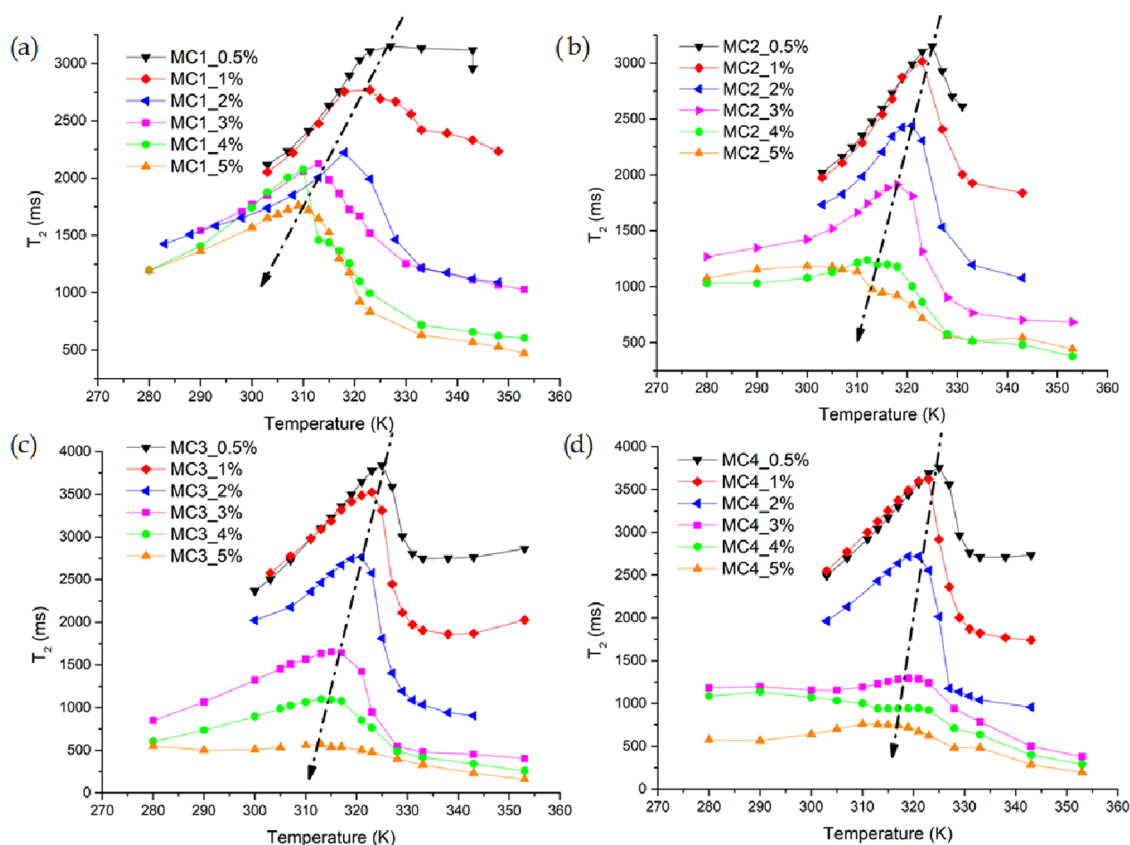 (a)
MC1_0.5%
MC1_1%
MC1_2%
MC1_3%
MC1_4%
MC1_5%
3000
2500
2000
1500
1000
500
T2 (ms)
270 280 290 300 310 320 330 340 350 360
Temperature (K)
(b)
MC2_0.5%
MC2_1%
MC2_2%
MC2_3%
MC2_4%
MC2_5%
3000
2500
2000
1500
1000
500
T2 (ms)
270 280 290 300 310 320 330 340 350 360
Temperature (K)
(c)
MC3_0.5%
MC3_1%
MC3_2%
MC3_3%
MC3_4%
MC3_5%
4000
3500
3000
2500
2000
1500
1000
500
0
T2 (ms)
270 280 290 300 310 320 330 340 350 360
Temperature (K)
(d)
MC4_0.5%
MC4_1%
MC4_2%
MC4_3%
MC4_4%
MC4_5%
4000
3500
3000
2500
2000
1500
1000
500
0
T2 (ms)
270 280 290 300 310 320 330 340 350 360
Temperature (K)